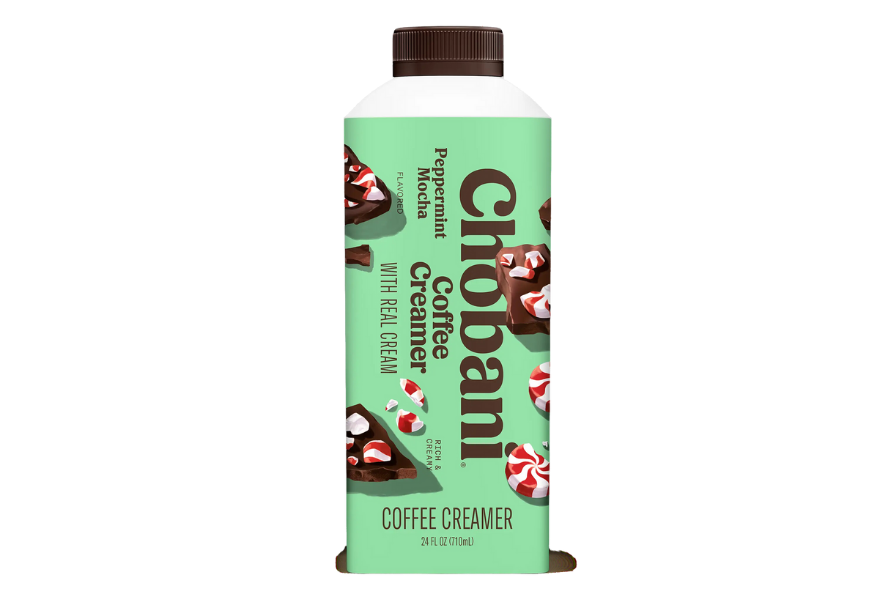 Chobani®
Peppermint
Mocha
FLAVORED
Coffee
Creamer
WITH REAL CREAM
RICH &
CREAMY
COFFEE CREAMER
24 FL OZ (710mL)